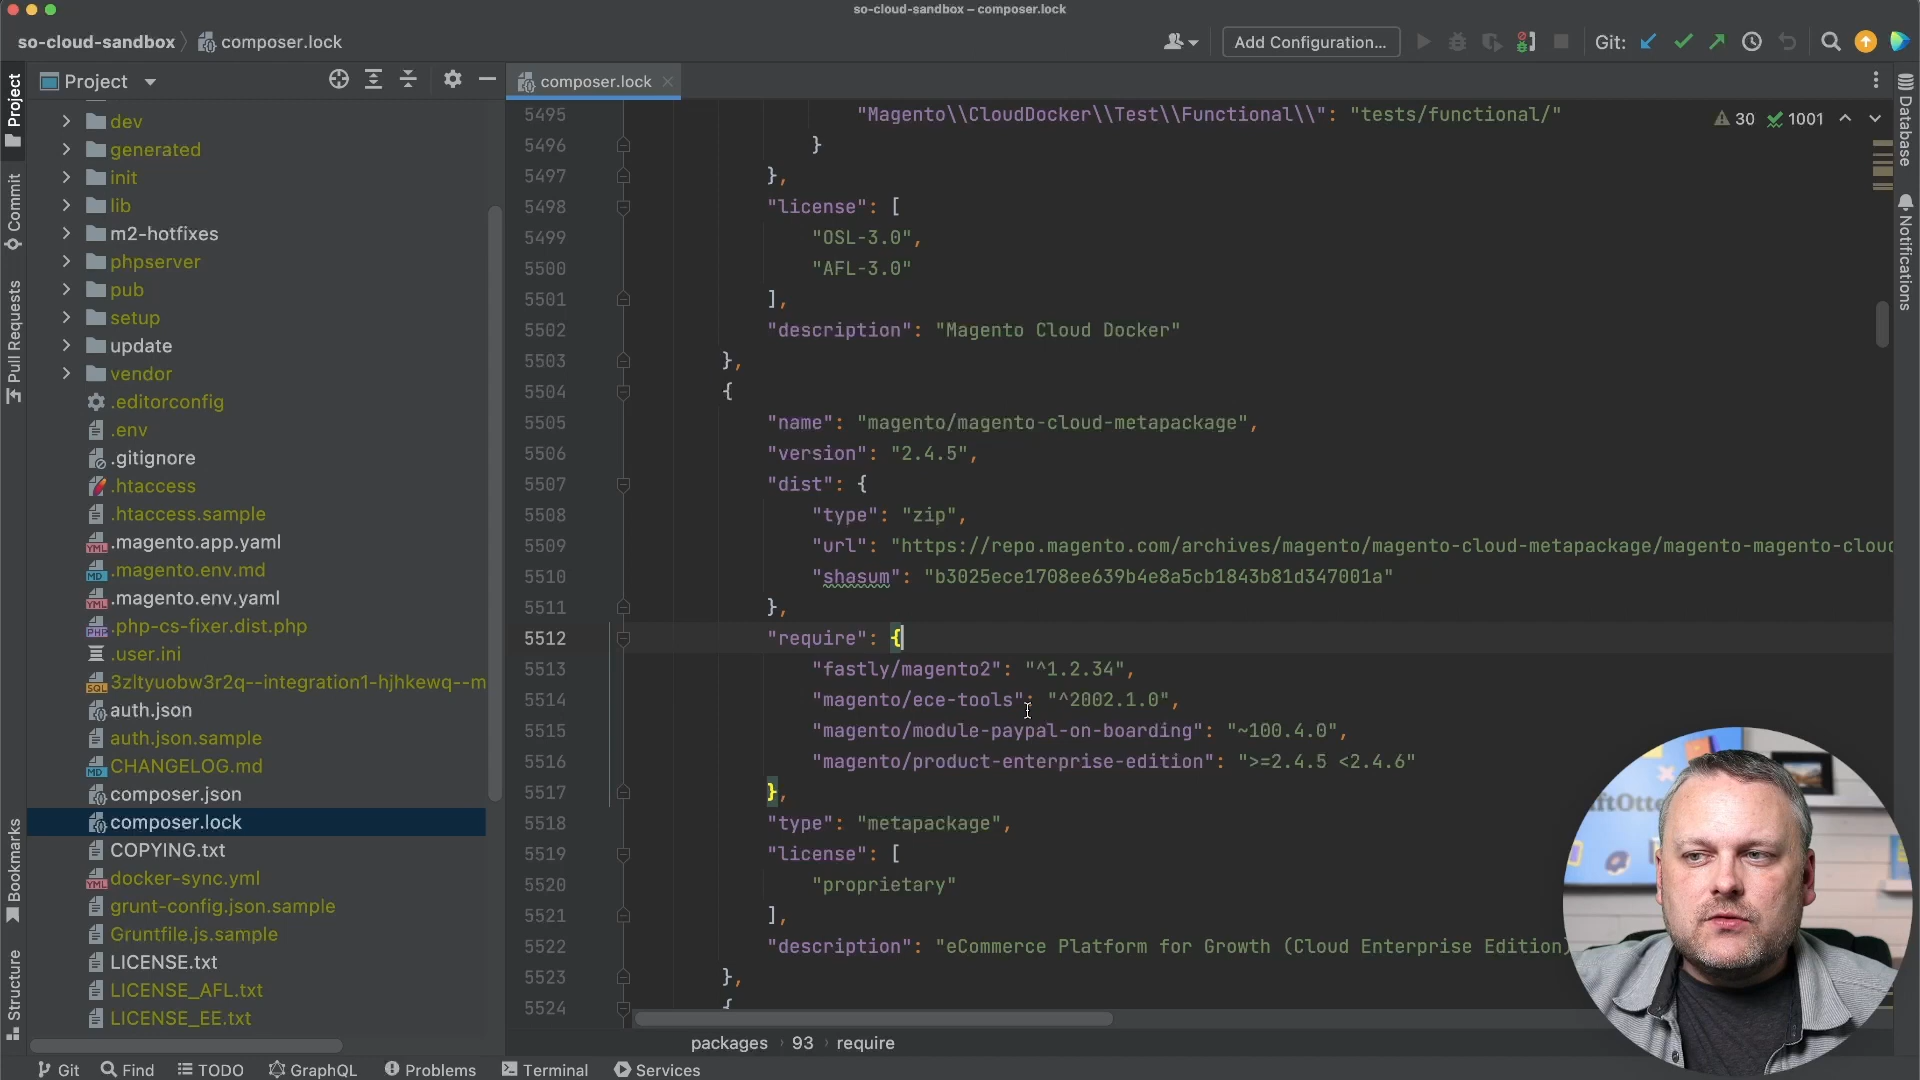 so-cloud-sandbox – composer.lock
so-cloud-sandbox
composer.lock
Add Configuration...
Git:
Project
composer.lock
30
1001
Project
Commit
Pull Requests
Bookmarks
Structure
Database
Notifications
dev
generated
init
lib
m2-hotfixes
phpserver
pub
setup
update
vendor
.editorconfig
.env
.gitignore
.htaccess
.htaccess.sample
.magento.app.yaml
.magento.env.md
.magento.env.yaml
.php-cs-fixer.dist.php
.user.ini
3zltyuobw3r2q--integration1-hjhkewq--m
auth.json
auth.json.sample
CHANGELOG.md
composer.json
composer.lock
COPYING.txt
docker-sync.yml
grunt-config.json.sample
Gruntfile.js.sample
LICENSE.txt
LICENSE_AFL.txt
LICENSE_EE.txt
5495 "Magento\\CloudDocker\\Test\\Functional\\": "tests/functional/"
5496 }
5497 },
5498 "license": [
5499 "OSL-3.0",
5500 "AFL-3.0"
5501 ],
5502 "description": "Magento Cloud Docker"
5503 },
5504 {
5505 "name": "magento/magento-cloud-metapackage",
5506 "version": "2.4.5",
5507 "dist": {
5508 "type": "zip",
5509 "url": "https://repo.magento.com/archives/magento/magento-cloud-metapackage/magento-magento-cloud
5510 "shasum": "b3025ece1708ee639b4e8a5cb1843b81d347001a"
5511 },
5512 "require": {
5513 "fastly/magento2": "^1.2.34",
5514 "magento/ece-tools": "^2002.1.0",
5515 "magento/module-paypal-on-boarding": "~100.4.0",
5516 "magento/product-enterprise-edition": ">=2.4.5 <2.4.6"
5517 },
5518 "type": "metapackage",
5519 "license": [
5520 "proprietary"
5521 ],
5522 "description": "eCommerce Platform for Growth (Cloud Enterprise Edition)
5523 },
5524 {
packages 93 require
Git
Find
TODO
GraphQL
Problems
Terminal
Services